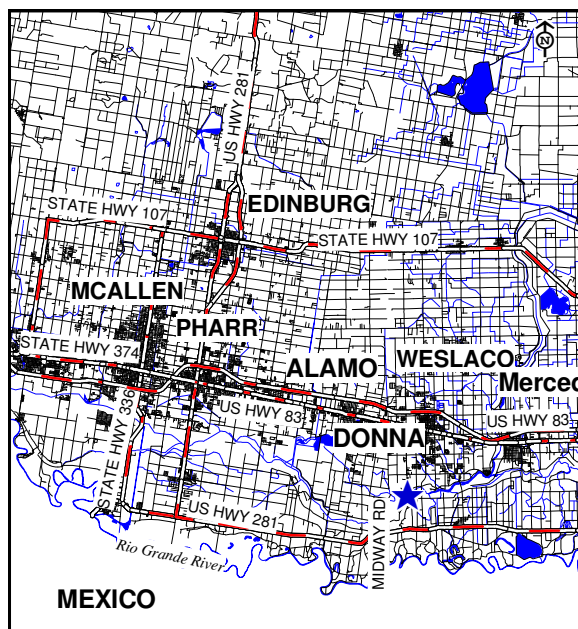 N
US HWY 281
EDINBURG
STATE HWY 107
STATE HWY 107
MCALLEN
PHARR
STATE HWY 374
ALAMO
WESLACO
Merced
US HWY 83
US HWY 83
DONNA
STATE HWY 336
US HWY 281
MIDWAY RD
Rio Grande River
MEXICO